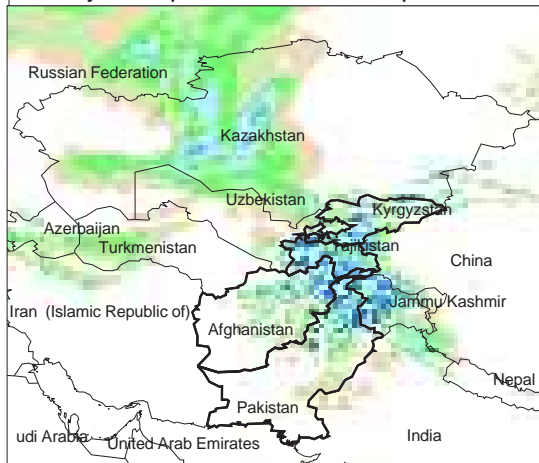 Russian Federation
Kazakhstan
Uzbekistan
Kyrgyzstan
Azerbaijan
Turkmenistan
Tajikistan
China
Iran (Islamic Republic of)
Jammu Kashmir
Afghanistan
Nepal
Pakistan
udi Arabia
United Arab Emirates
India